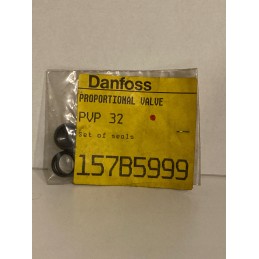 Danfoss
PROPORTIONAL VALVE
PVP 32
Set of seals
157B5999